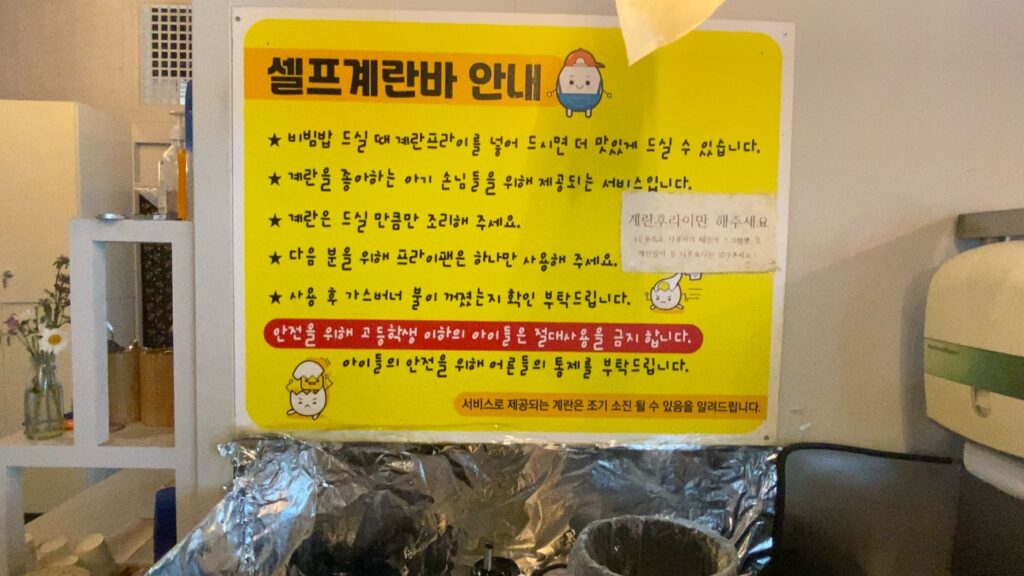 셀프계란바 안내
★ 비빔밥 드실 때 계란프라이를 넣어 드시면 더 맛있게 드실 수 있습니다.
★ 계란을 좋아하는 아기 손님들을 위해 제공되는 서비스입니다.
★ 계란은 드실 만큼만 조리해 주세요.
계란후라이만 해주세요
★ 다음 분을 위해 프라이팬은 하나만 사용해 주세요.
★ 사용 후 가스버너 불이 꺼졌는지 확인 부탁드립니다.
안전을 위해 고등학생 이하의 아이들은 절대사용을 금지 합니다.
아이들의 안전을 위해 어른들의 통제를 부탁드립니다.
서비스로 제공되는 계란은 조기 소진 될 수 있음을 알려드립니다.